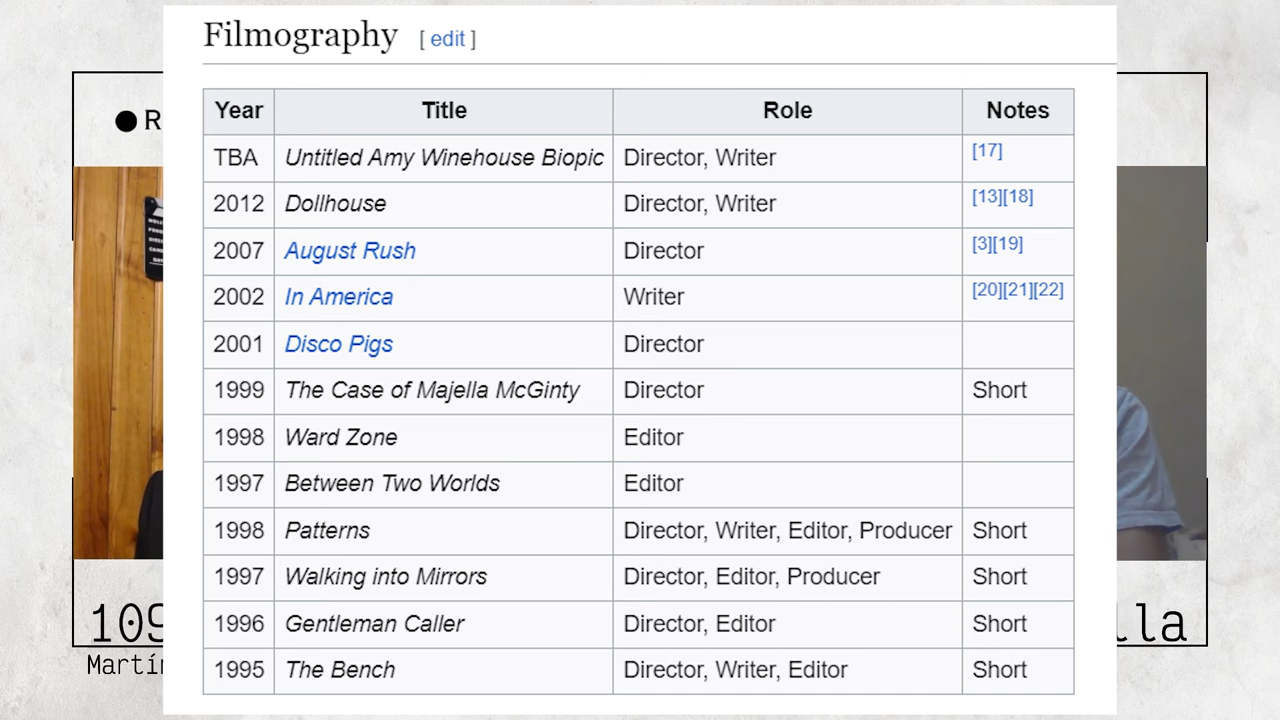 Filmography [ edit ]
Year Title Role Notes
TBA Untitled Amy Winehouse Biopic Director, Writer [17]
2012 Dollhouse Director, Writer [13][18]
2007 August Rush Director [3][19]
2002 In America Writer [20][21][22]
2001 Disco Pigs Director
1999 The Case of Majella McGinty Director Short
1998 Ward Zone Editor
1997 Between Two Worlds Editor
1998 Patterns Director, Writer, Editor, Producer Short
1997 Walking into Mirrors Director, Editor, Producer Short
1996 Gentleman Caller Director, Editor Short
1995 The Bench Director, Writer, Editor Short
R
109 lla
Martín